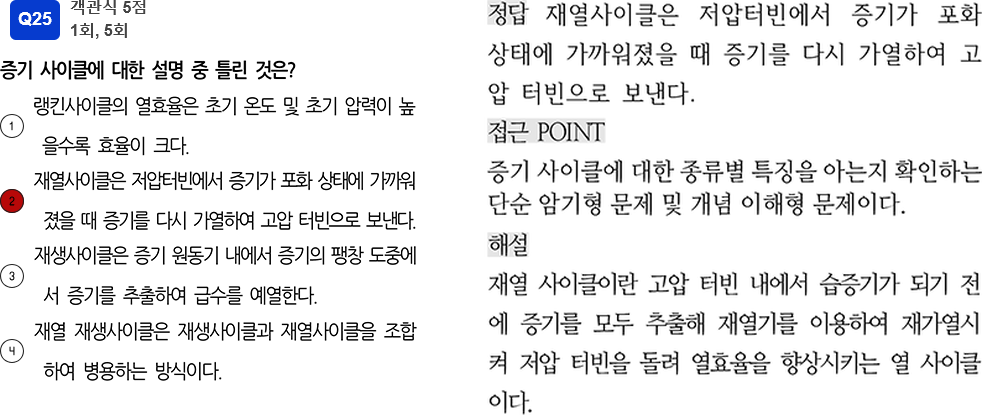 Q25
객관식 5점
1회, 5회
증기 사이클에 대한 설명 중 틀린 것은?
1 랭킨사이클의 열효율은 초기 온도 및 초기 압력이 높
을수록 효율이 크다.
2 재열사이클은 저압터빈에서 증기가 포화 상태에 가까워
졌을 때 증기를 다시 가열하여 고압 터빈으로 보낸다.
3 재생사이클은 증기 원동기 내에서 증기의 팽창 도중에
서 증기를 추출하여 급수를 예열한다.
4 재열 재생사이클은 재생사이클과 재열사이클을 조합
하여 병용하는 방식이다.
정답 재열사이클은 저압터빈에서 증기가 포화
상태에 가까워졌을 때 증기를 다시 가열하여 고
압 터빈으로 보낸다.
접근 POINT
증기 사이클에 대한 종류별 특징을 아는지 확인하는
단순 암기형 문제 및 개념 이해형 문제이다.
해설
재열 사이클이란 고압 터빈 내에서 습증기가 되기 전
에 증기를 모두 추출해 재열기를 이용하여 재가열시
켜 저압 터빈을 돌려 열효율을 향상시키는 열 사이클
이다.